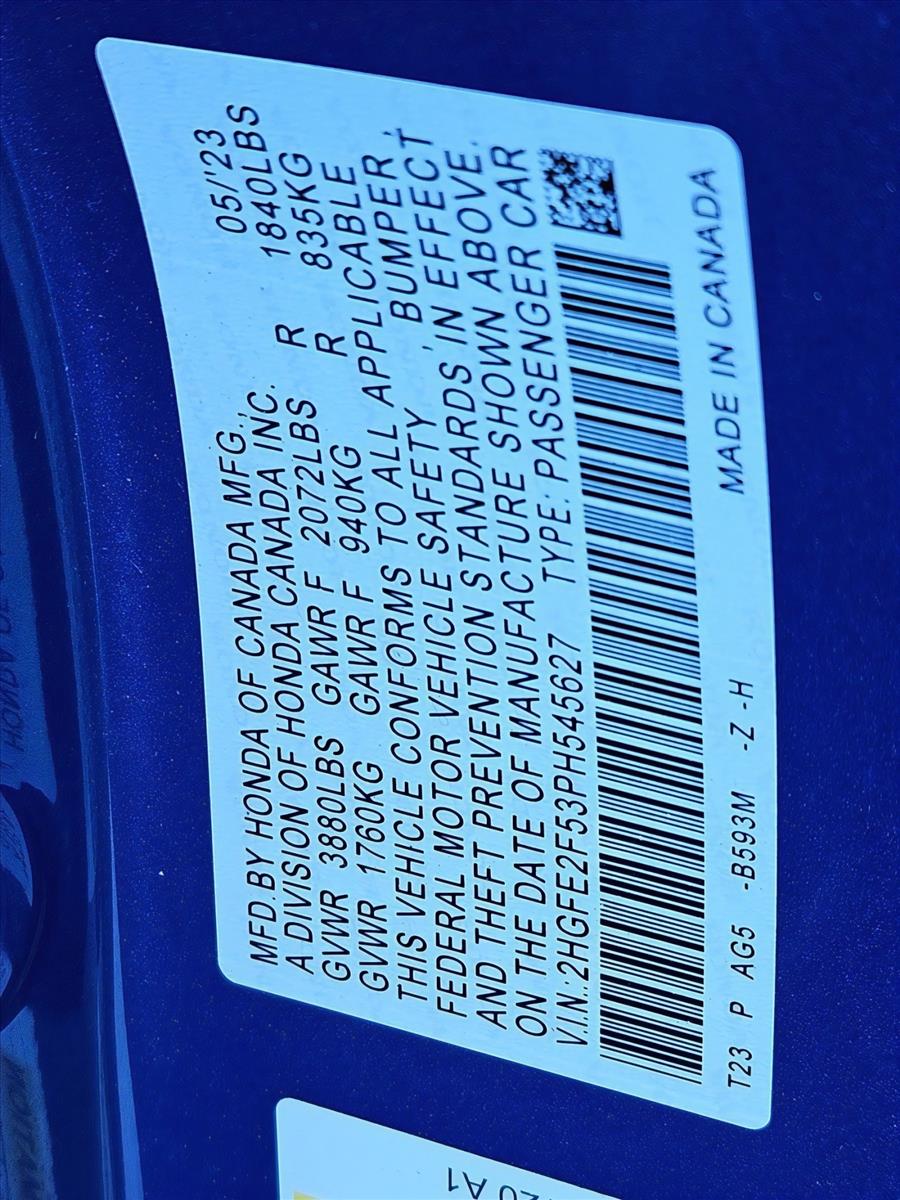 MFD. BY HONDA OF CANADA MFG.,
A DIVISION OF HONDA CANADA INC. 05/'23
GVWR 3880LBS GAWR F 2072LBS R 1840LBS
GVWR 1760KG GAWR F 940KG R 835KG
THIS VEHICLE CONFORMS TO ALL APPLICABLE
FEDERAL MOTOR VEHICLE SAFETY, BUMPER,
AND THEFT PREVENTION STANDARDS IN EFFECT
ON THE DATE OF MANUFACTURE SHOWN ABOVE.
V.I.N.:2HGFE2F53PH545627 TYPE: PASSENGER CAR
T23 P AG5 -B593M -Z -H MADE IN CANADA
A1